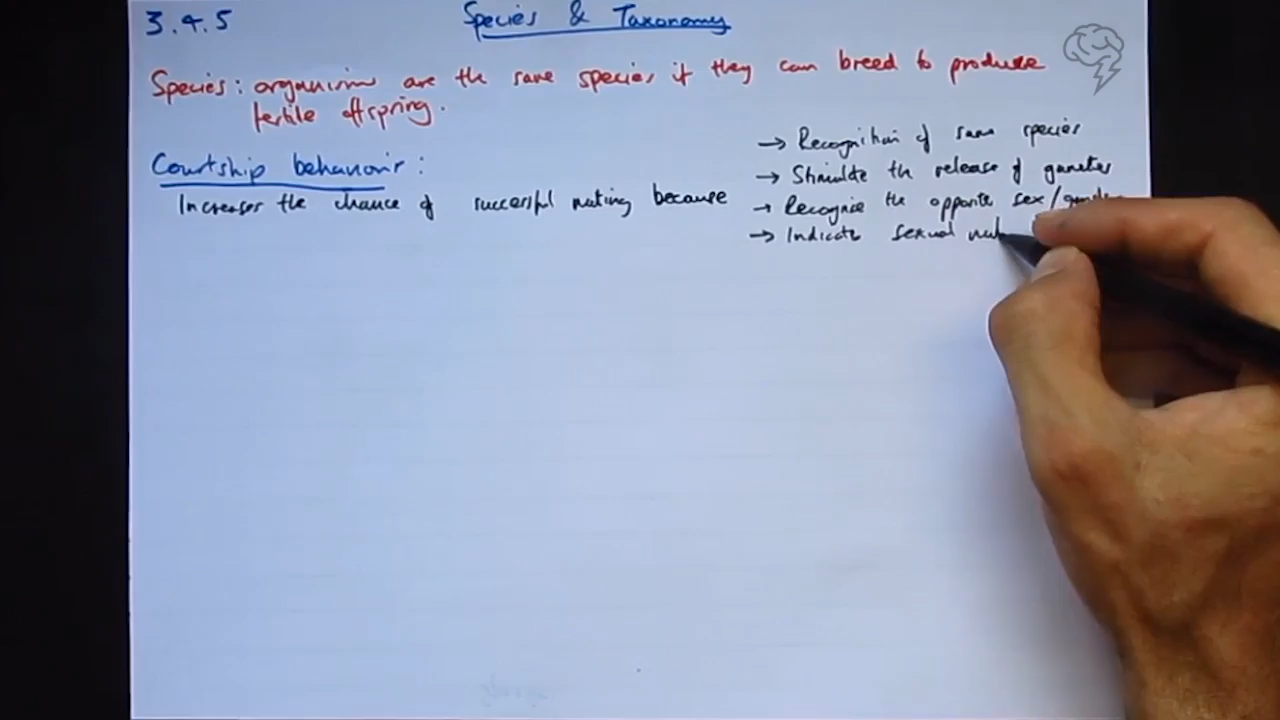 3.4.5 Species & Taxonomy
Species: organisms are the same species if they can breed to produce
fertile offspring.
Courtship behaviour:
Increases the chance of successful mating because
→ Recognition of same species
→ Stimulate the release of gametes
→ Recognise the opposite sex/gender
→ Indicate sexual